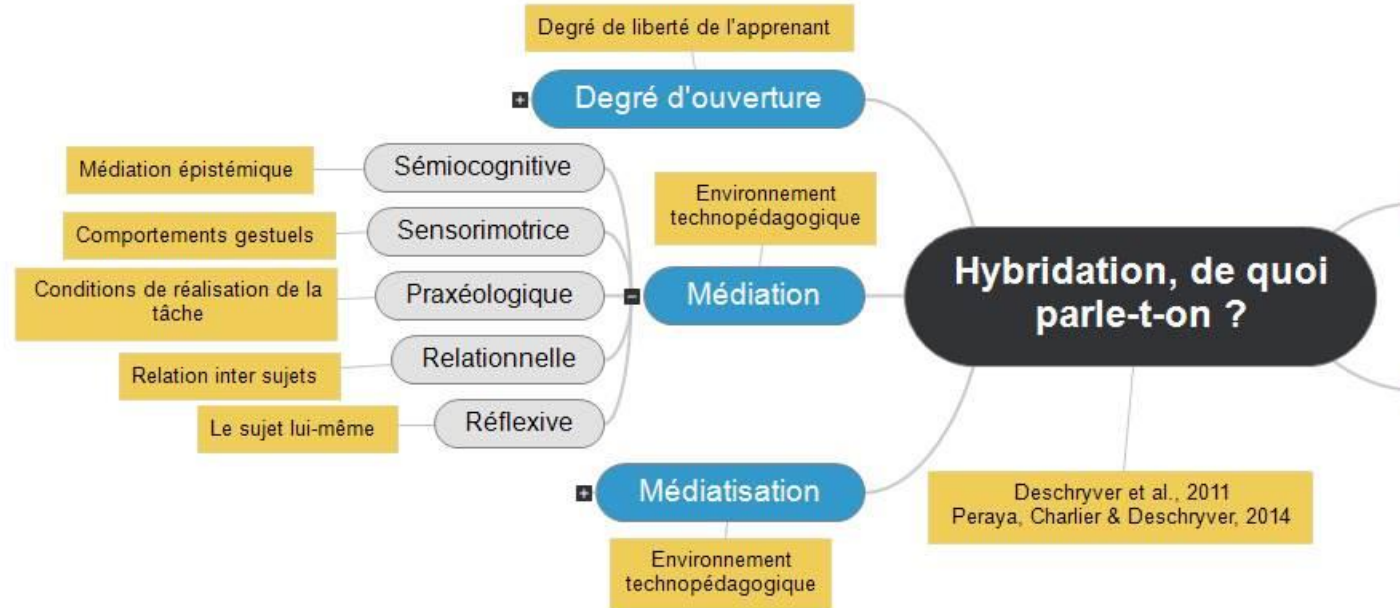 Degré de liberté de l'apprenant
Degré d'ouverture
Sémiocognitive
Médiation épistémique
Environnement
technopédagogique
Sensorimotrice
Comportements gestuels
Hybridation, de quoi
parle-t-on ?
Médiation
Praxéologique
Conditions de réalisation de la
tâche
Relationnelle
Relation inter sujets
Réflexive
Le sujet lui-même
Médiatisation
Deschryver et al., 2011
Peraya, Charlier & Deschryver, 2014
Environnement
technopédagogique